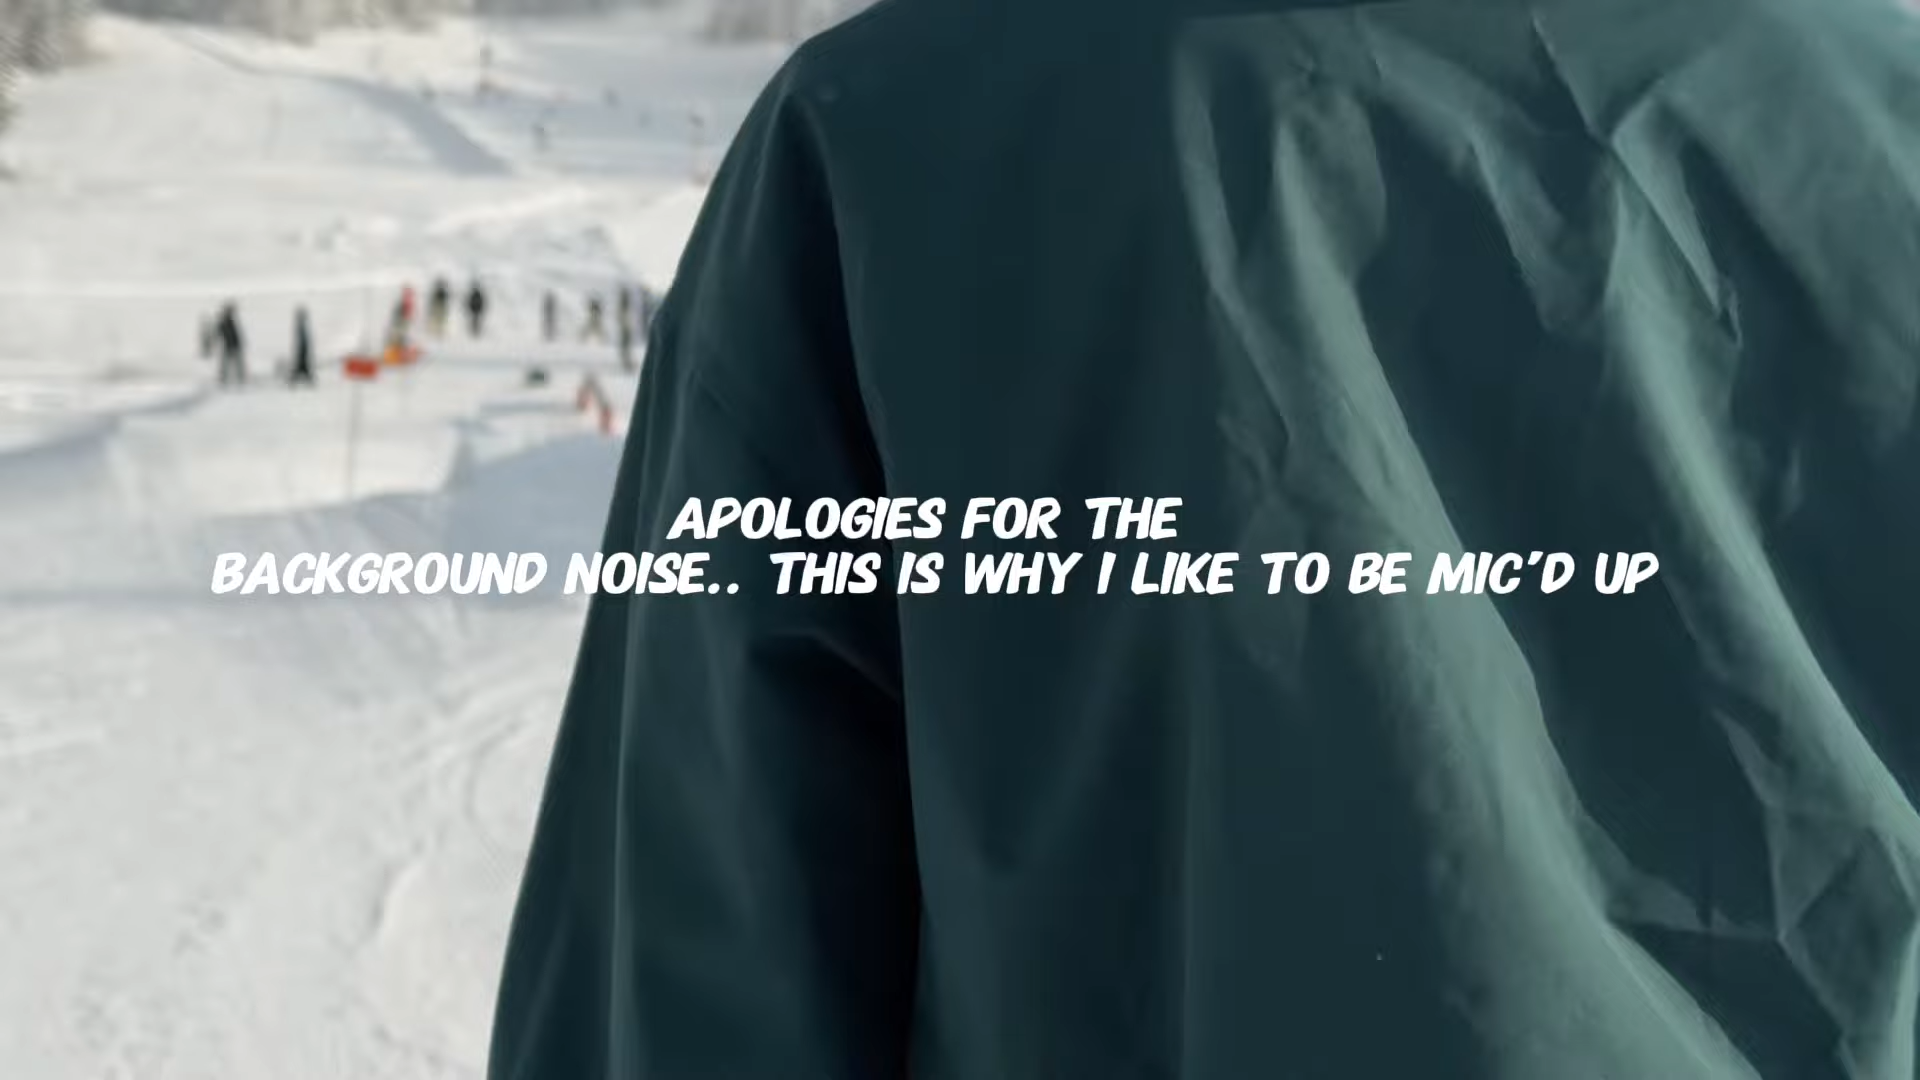 APOLOGIES FOR THE
BACKGROUND NOISE.. THIS IS WHY I LIKE TO BE MIC'D UP